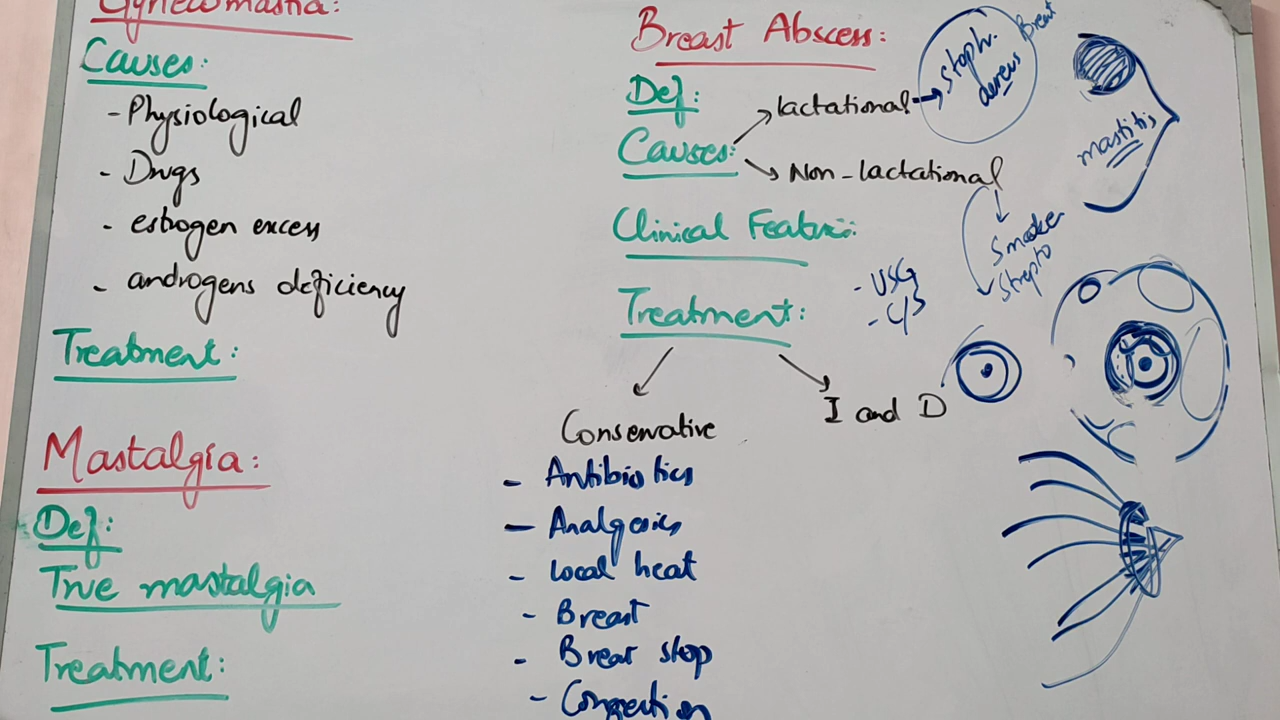 Gynecomastia:
Causes:
- Physiological
- Drugs
- estrogen excess
- androgens deficiency
Treatment:
Mastalgia:
Def:
True mastalgia
Treatment:
Breast Abscess:
Def:
Causes:
lactational
Staph.
aureus
Breast
mastitis
Non-lactational
Smoker
Strepto
Clinical Features:
- USG
- C/S
Treatment:
Conservative
I and D
- Antibiotics
- Analgesics
- local heat
- Breast
- Brear stop
- Congestion